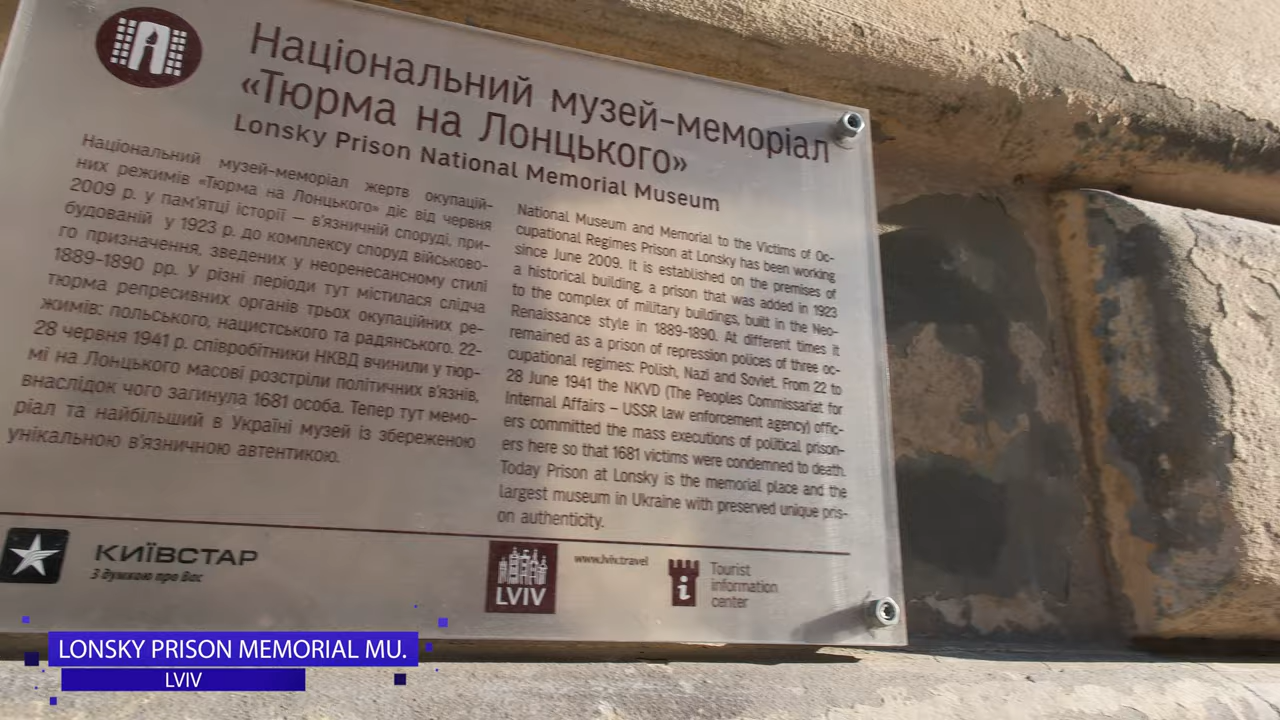 Національний музей-меморіал
«Тюрма на Лонцького»
Lonsky Prison National Memorial Museum
Національний музей-меморіал жертв окупацій-
них режимів «Тюрма на Лонцького» діє від червня
2009 р. у пам'ятці історії – в'язничній споруді, при-
будованій у 1923 р. до комплексу споруд військово-
го призначення, зведених у неоренесансному стилі
1889-1890 рр. У різні періоди тут містилася слідча
тюрма репресивних органів трьох окупаційних ре-
жимів: польського, нацистського та радянського. 22-
28 червня 1941 р. співробітники НКВД вчинили у тюр-
мі на Лонцького масові розстріли політичних в'язнів,
внаслідок чого загинула 1681 особа. Тепер тут мемо-
ріал та найбільший в Україні музей із збереженою
унікальною в'язничною автентикою.
National Museum and Memorial to the Victims of Oc-
cupational Regimes Prison at Lonsky has been working
since June 2009. It is established on the premises of
a historical building, a prison that was added in 1923
to the complex of military buildings, built in the Neo-
Renaissance style in 1889-1890. At different times it
remained as a prison of repression polices of three oc-
cupational regimes: Polish, Nazi and Soviet. From 22 to
28 June 1941 the NKVD (The Peoples Commissariat for
Internal Affairs – USSR law enforcement agency) offic-
ers committed the mass executions of political prison-
ers here so that 1681 victims were condemned to death.
Today Prison at Lonsky is the memorial place and the
largest museum in Ukraine with preserved unique pris-
on authenticity.
КИЇВСТАР
З думкою про Вас
LVIV
www.lviv.travel
Tourist
information
center
LONSKY PRISON MEMORIAL MU.
LVIV